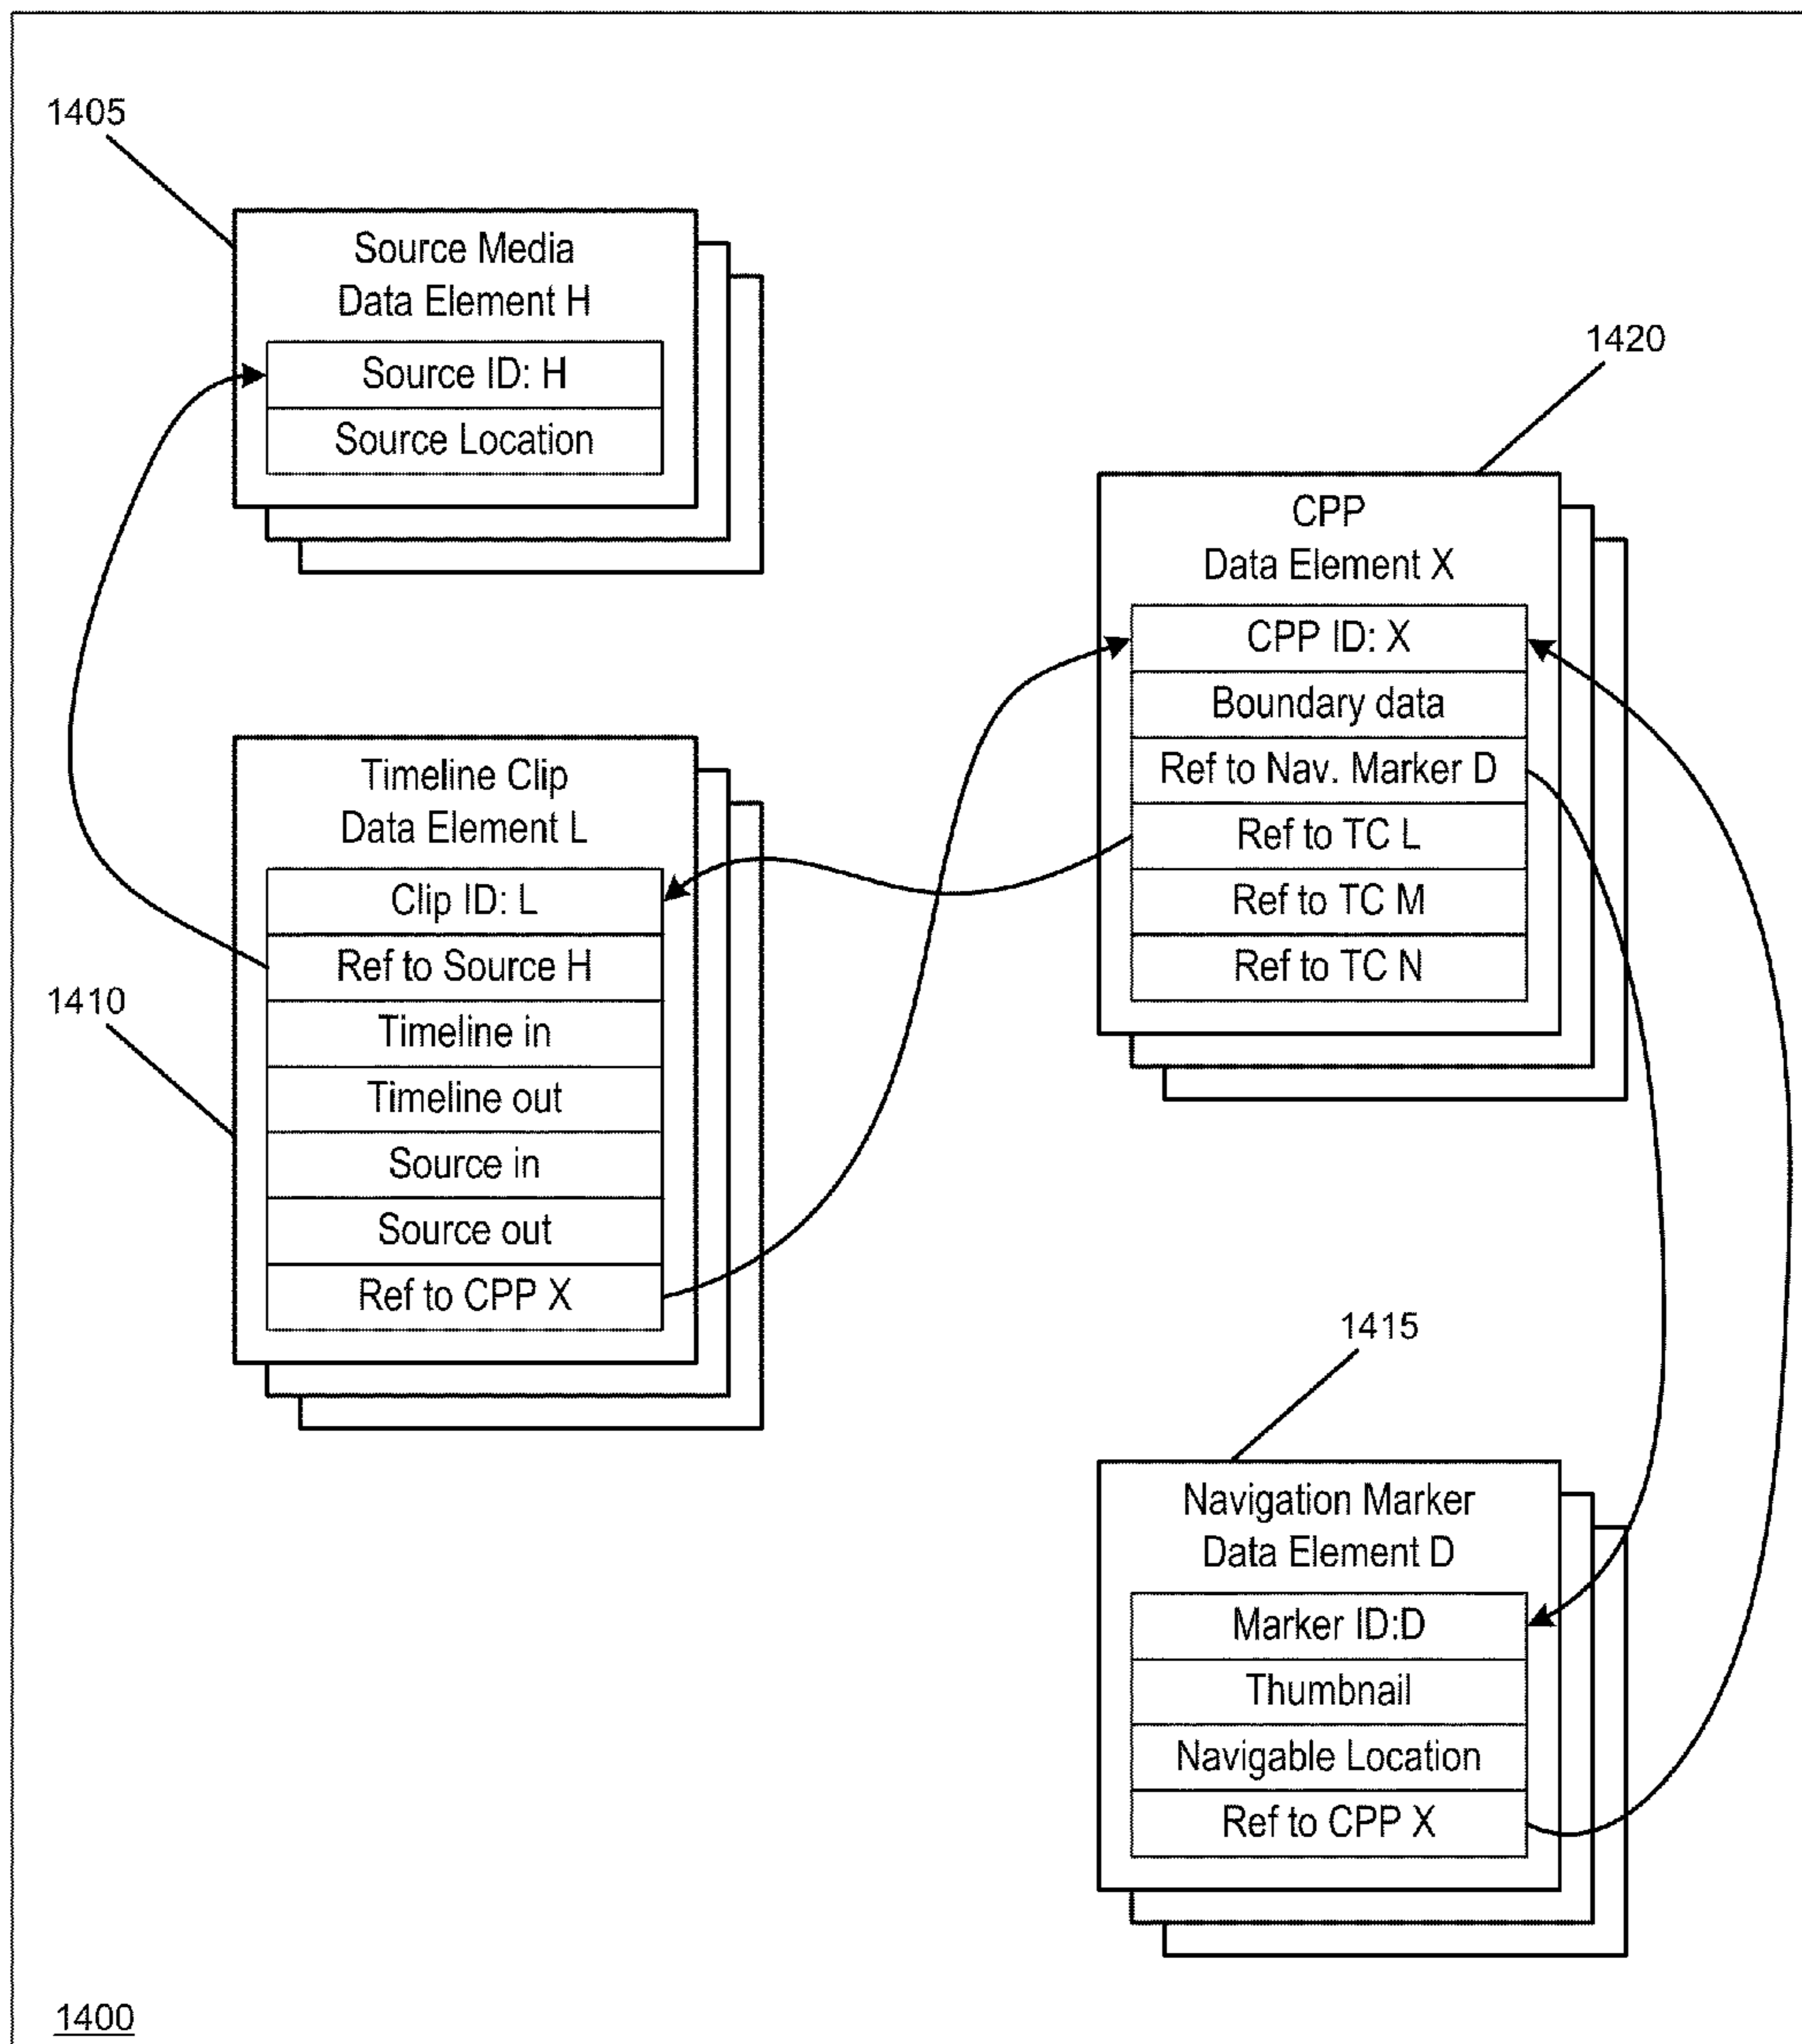 1405
Source Media
Data Element H
Source ID: H
Source Location
1420
CPP
Data Element X
CPP ID: X
Boundary data
Ref to Nav. Marker D
Ref to TC L
Ref to TC M
Ref to TC N
Timeline Clip
Data Element L
Clip ID: L
Ref to Source H
Timeline in
Timeline out
Source in
Source out
Ref to CPP X
1410
1415
Navigation Marker
Data Element D
Marker ID:D
Thumbnail
Navigable Location
Ref to CPP X
1400